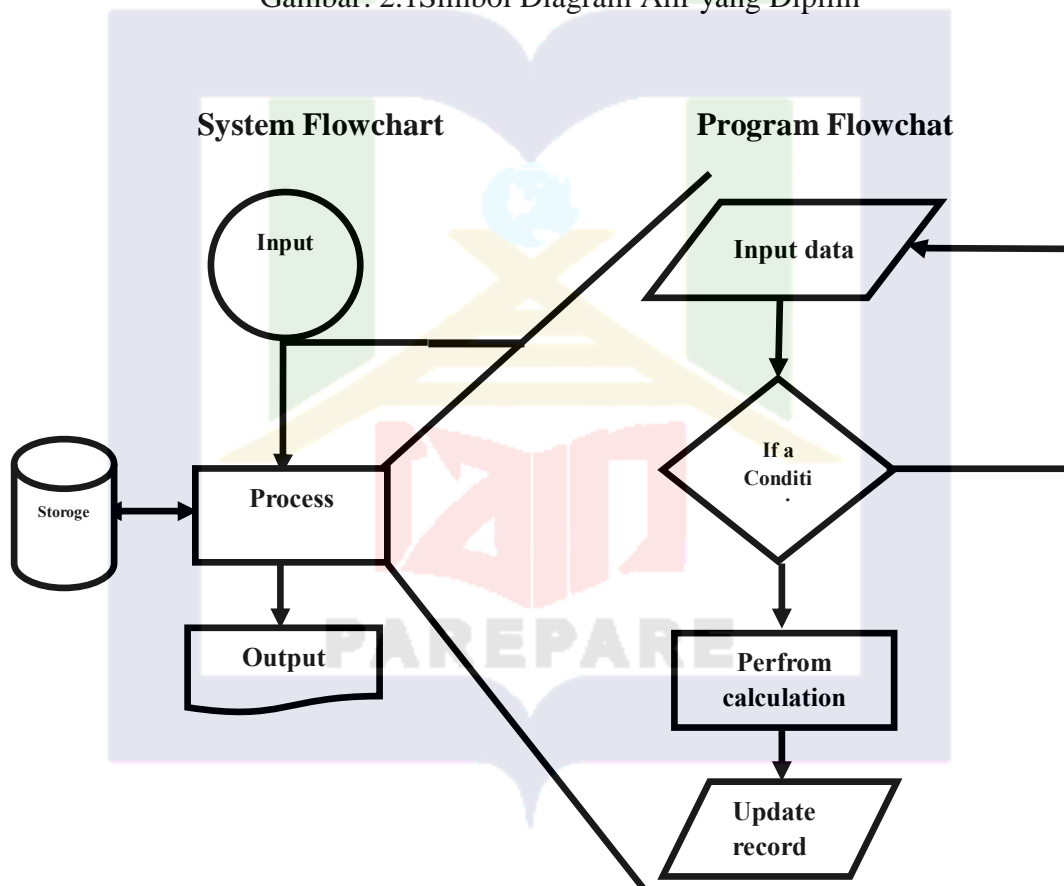 Gambar. 2.1Simbol Diagram Alir yang Dipilih
System Flowchart
Program Flowchat
Input
Input data
If a
Conditi
.
Storoge
Process
Output
PAREPARE
Perfrom
calculation
Update
record